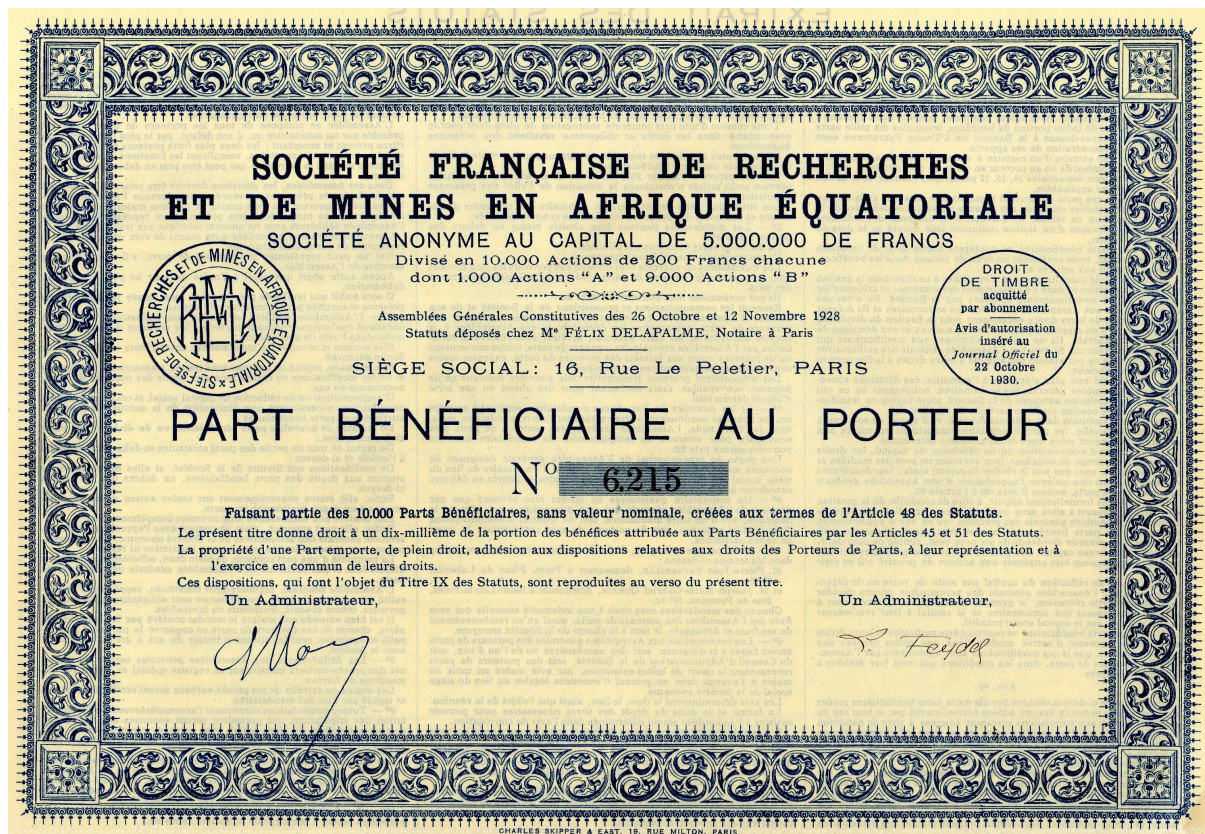 SOCIÉTÉ FRANÇAISE DE RECHERCHES
ET DE MINES EN AFRIQUE ÉQUATORIALE
SOCIÉTÉ ANONYME AU CAPITAL DE 5.000.000 DE FRANCS
Divisé en 10.000 Actions de 500 Francs chacune
dont 1.000 Actions "A" et 9.000 Actions "B"
Sté Fse DE RECHERCHES ET DE MINES EN AFRIQUE ÉQUATORIALE
DROIT
DE TIMBRE
acquitté
par abonnement
Avis d'autorisation
inséré au
Journal Officiel du
22 Octobre
1930.
Assemblées Générales Constitutives des 26 Octobre et 12 Novembre 1928
Statuts déposés chez Me FÉLIX DELAPALME, Notaire à Paris
SIÈGE SOCIAL: 16, Rue Le Peletier, PARIS
PART BÉNÉFICIAIRE AU PORTEUR
No 6.215
Faisant partie des 10.000 Parts Bénéficiaires, sans valeur nominale, créées aux termes de l'Article 48 des Statuts.
Le présent titre donne droit à un dix-millième de la portion des bénéfices attribuée aux Parts Bénéficiaires par les Articles 45 et 51 des Statuts.
La propriété d'une Part emporte, de plein droit, adhésion aux dispositions relatives aux droits des Porteurs de Parts, à leur représentation et à
l'exercice en commun de leurs droits.
Ces dispositions, qui font l'objet du Titre IX des Statuts, sont reproduites au verso du présent titre.
Un Administrateur,
Un Administrateur,
CHARLES SKIPPER & EAST, 19, RUE MILTON, PARIS